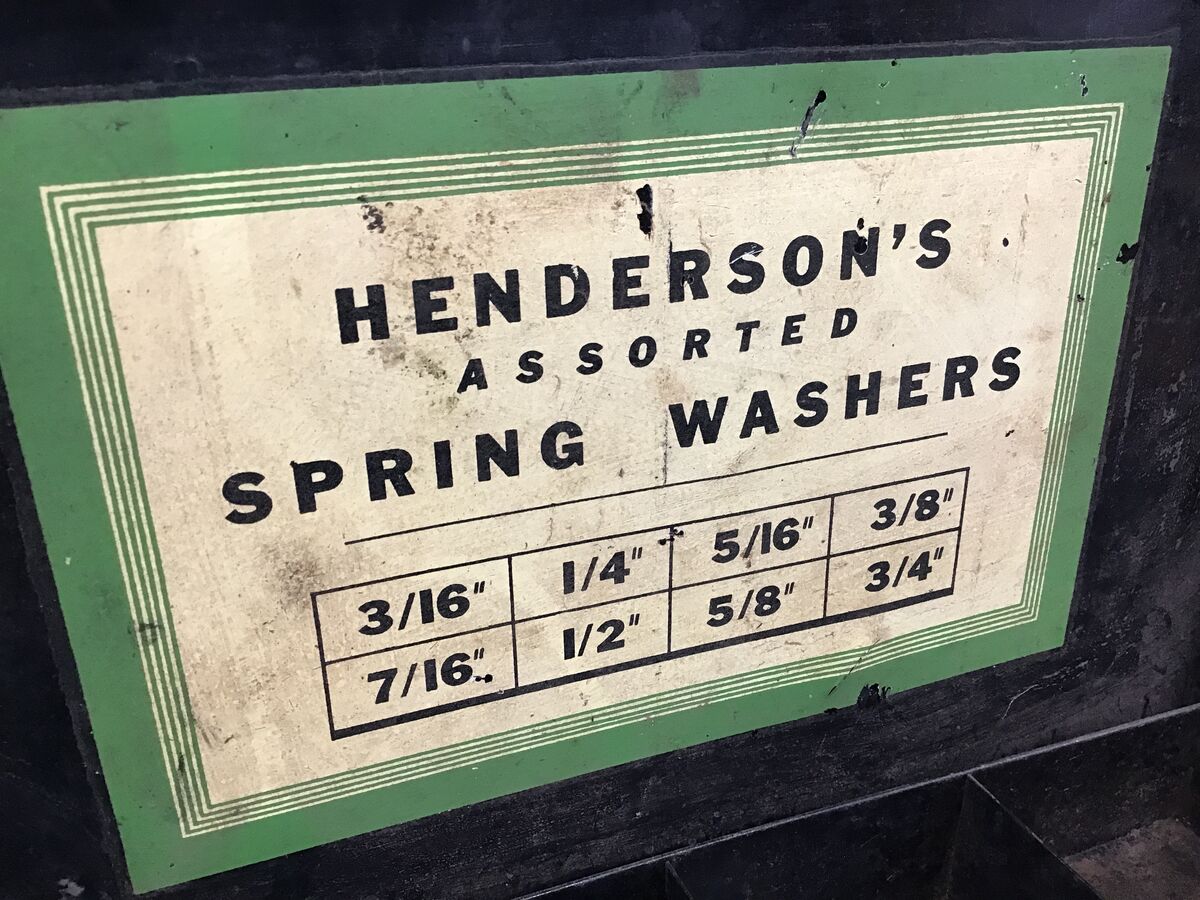 HENDERSON'S
ASSORTED
SPRING WASHERS
3/16" 1/4" 5/16" 3/8"
7/16" 1/2" 5/8" 3/4"